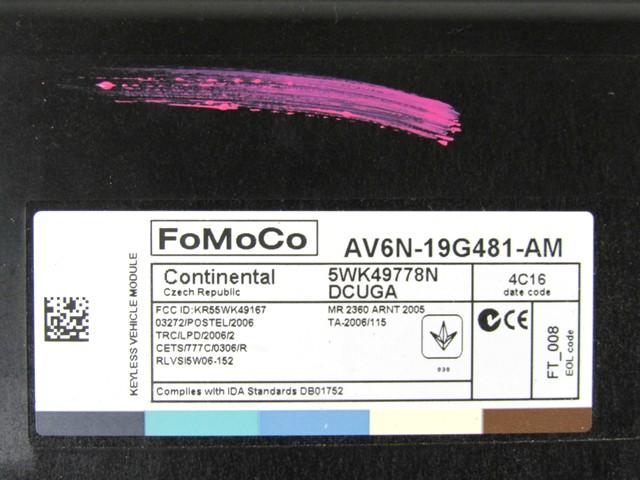 FoMoCo
AV6N-19G481-AM
KEYLESS VEHICLE MODULE
Continental
Czech Republic
5WK49778N
DCUGA
4C16
date code
FCC ID:KR55WK49167
03272/POSTEL/2006
TRC/LPD/2006/2
CETS/777C/0306/R
RLVSI5W06-152
MR 2360 ARNT 2005
TA-2006/115
030
CE
FT_008
EOL code
Complies with IDA Standards DB01752